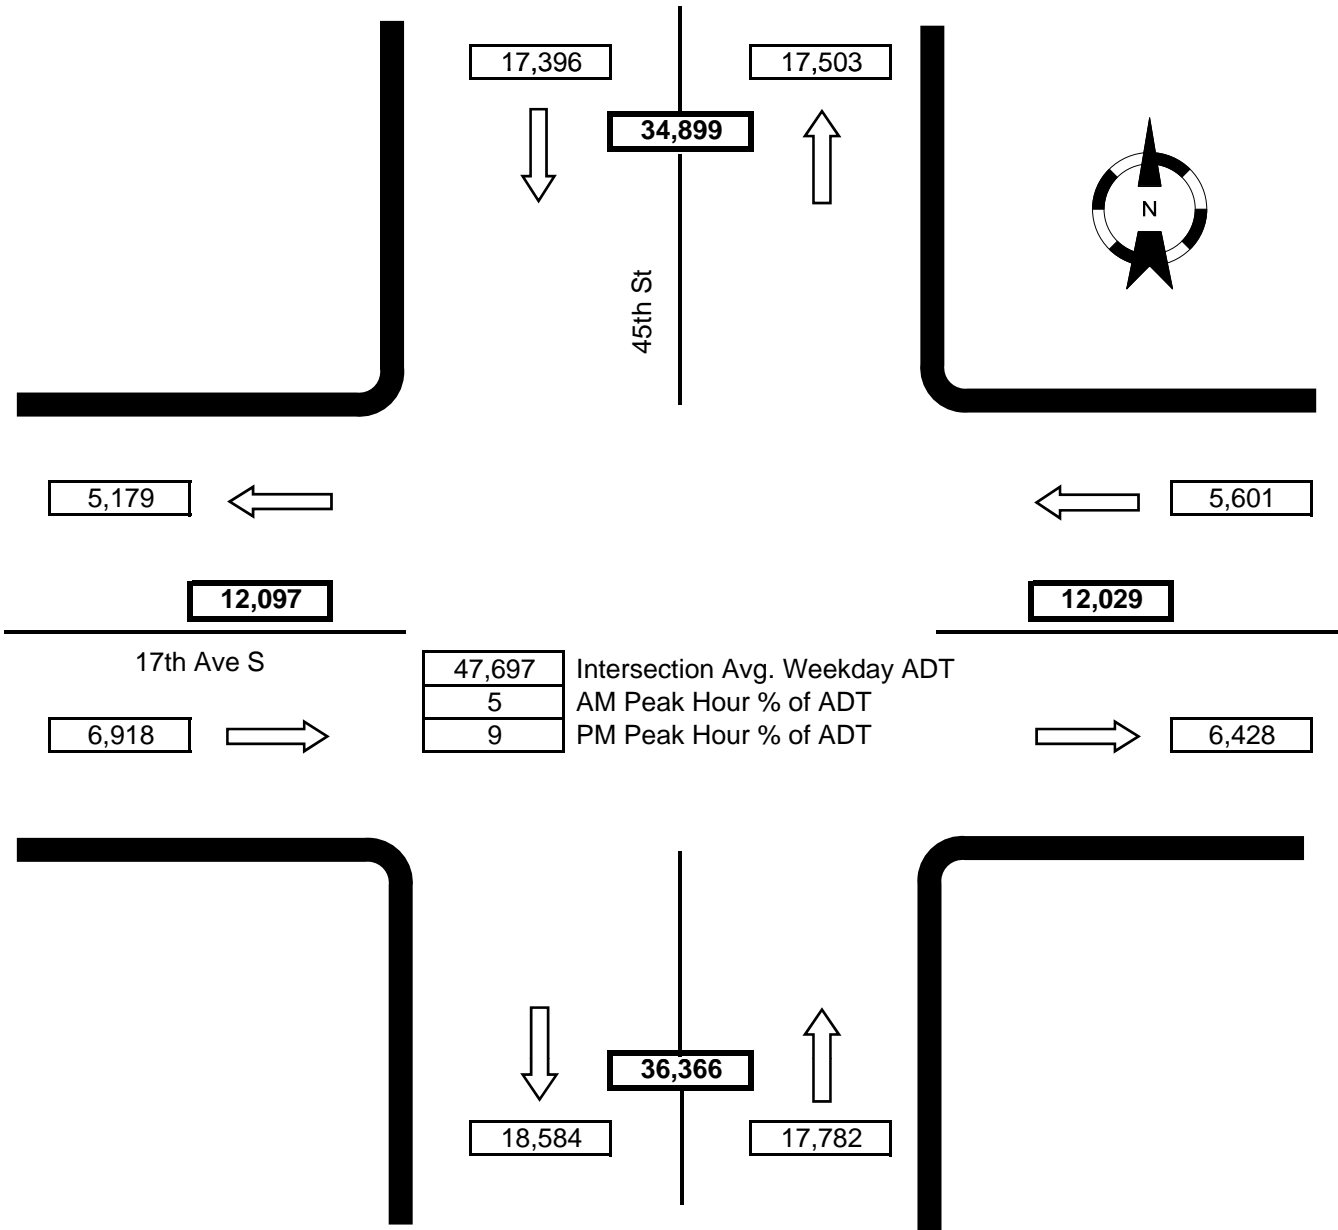 17,396
17,503
34,899
N
45th St
5,179
5,601
12,097
12,029
17th Ave S
47,697 Intersection Avg. Weekday ADT
5 AM Peak Hour % of ADT
9 PM Peak Hour % of ADT
6,918
6,428
36,366
18,584
17,782